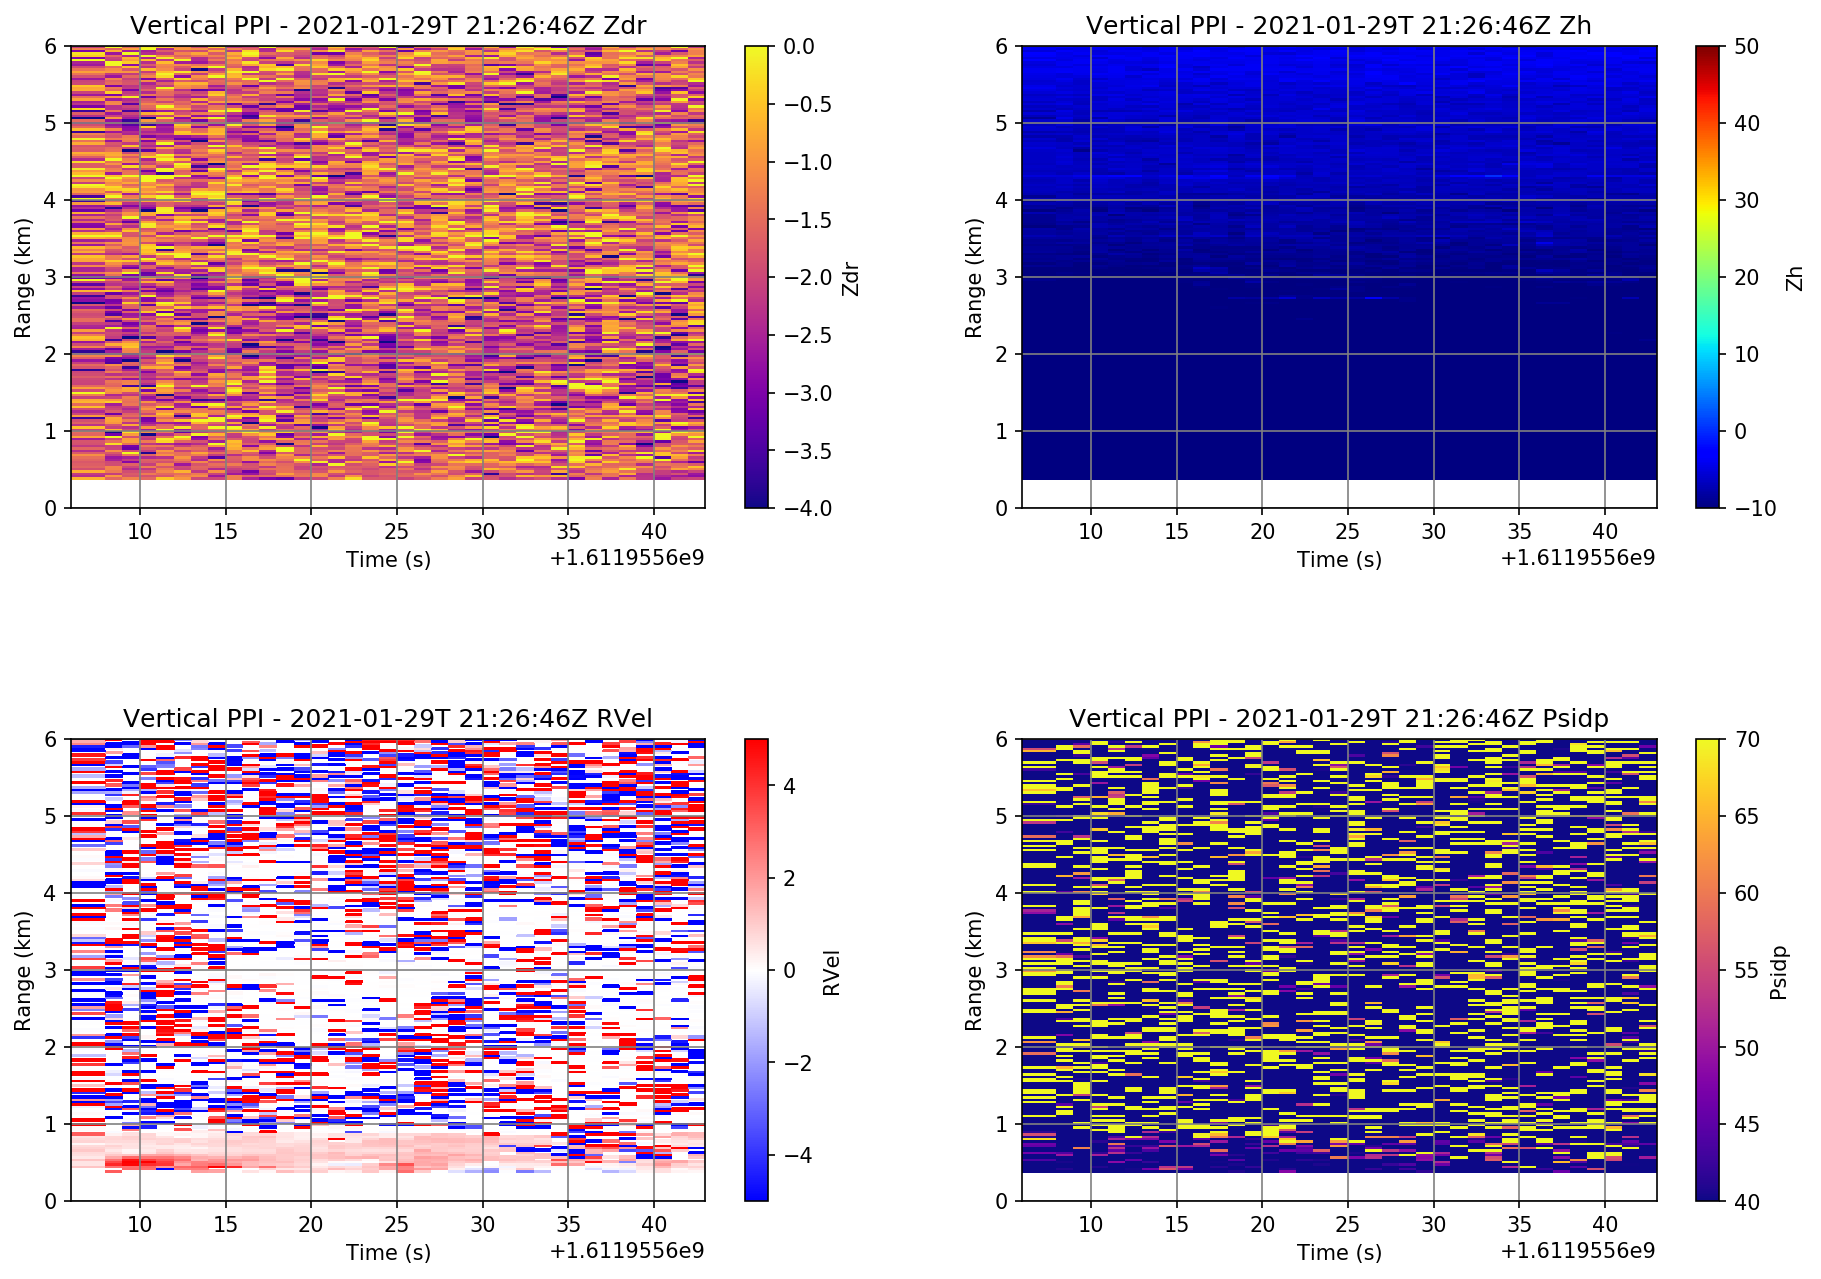 Vertical PPI - 2021-01-29T 21:26:46Z Zdr
6
5
4
3
2
1
0
Range (km)
10 15 20 25 30 35 40
Time (s)
+1.6119556e9
0.0
−0.5
−1.0
−1.5
−2.0
−2.5
−3.0
−3.5
−4.0
Zdr
Vertical PPI - 2021-01-29T 21:26:46Z Zh
6
5
4
3
2
1
0
Range (km)
10 15 20 25 30 35 40
Time (s)
+1.6119556e9
50
40
30
20
10
0
−10
Zh
Vertical PPI - 2021-01-29T 21:26:46Z RVel
6
5
4
3
2
1
0
Range (km)
10 15 20 25 30 35 40
Time (s)
+1.6119556e9
4
2
0
−2
−4
RVel
Vertical PPI - 2021-01-29T 21:26:46Z Psidp
6
5
4
3
2
1
0
Range (km)
10 15 20 25 30 35 40
Time (s)
+1.6119556e9
70
65
60
55
50
45
40
Psidp